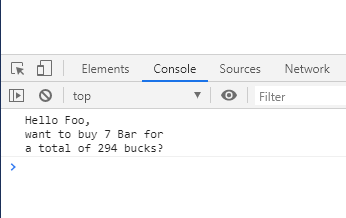 Elements Console Sources Network
top Filter
Hello Foo,
want to buy 7 Bar for
a total of 294 bucks?